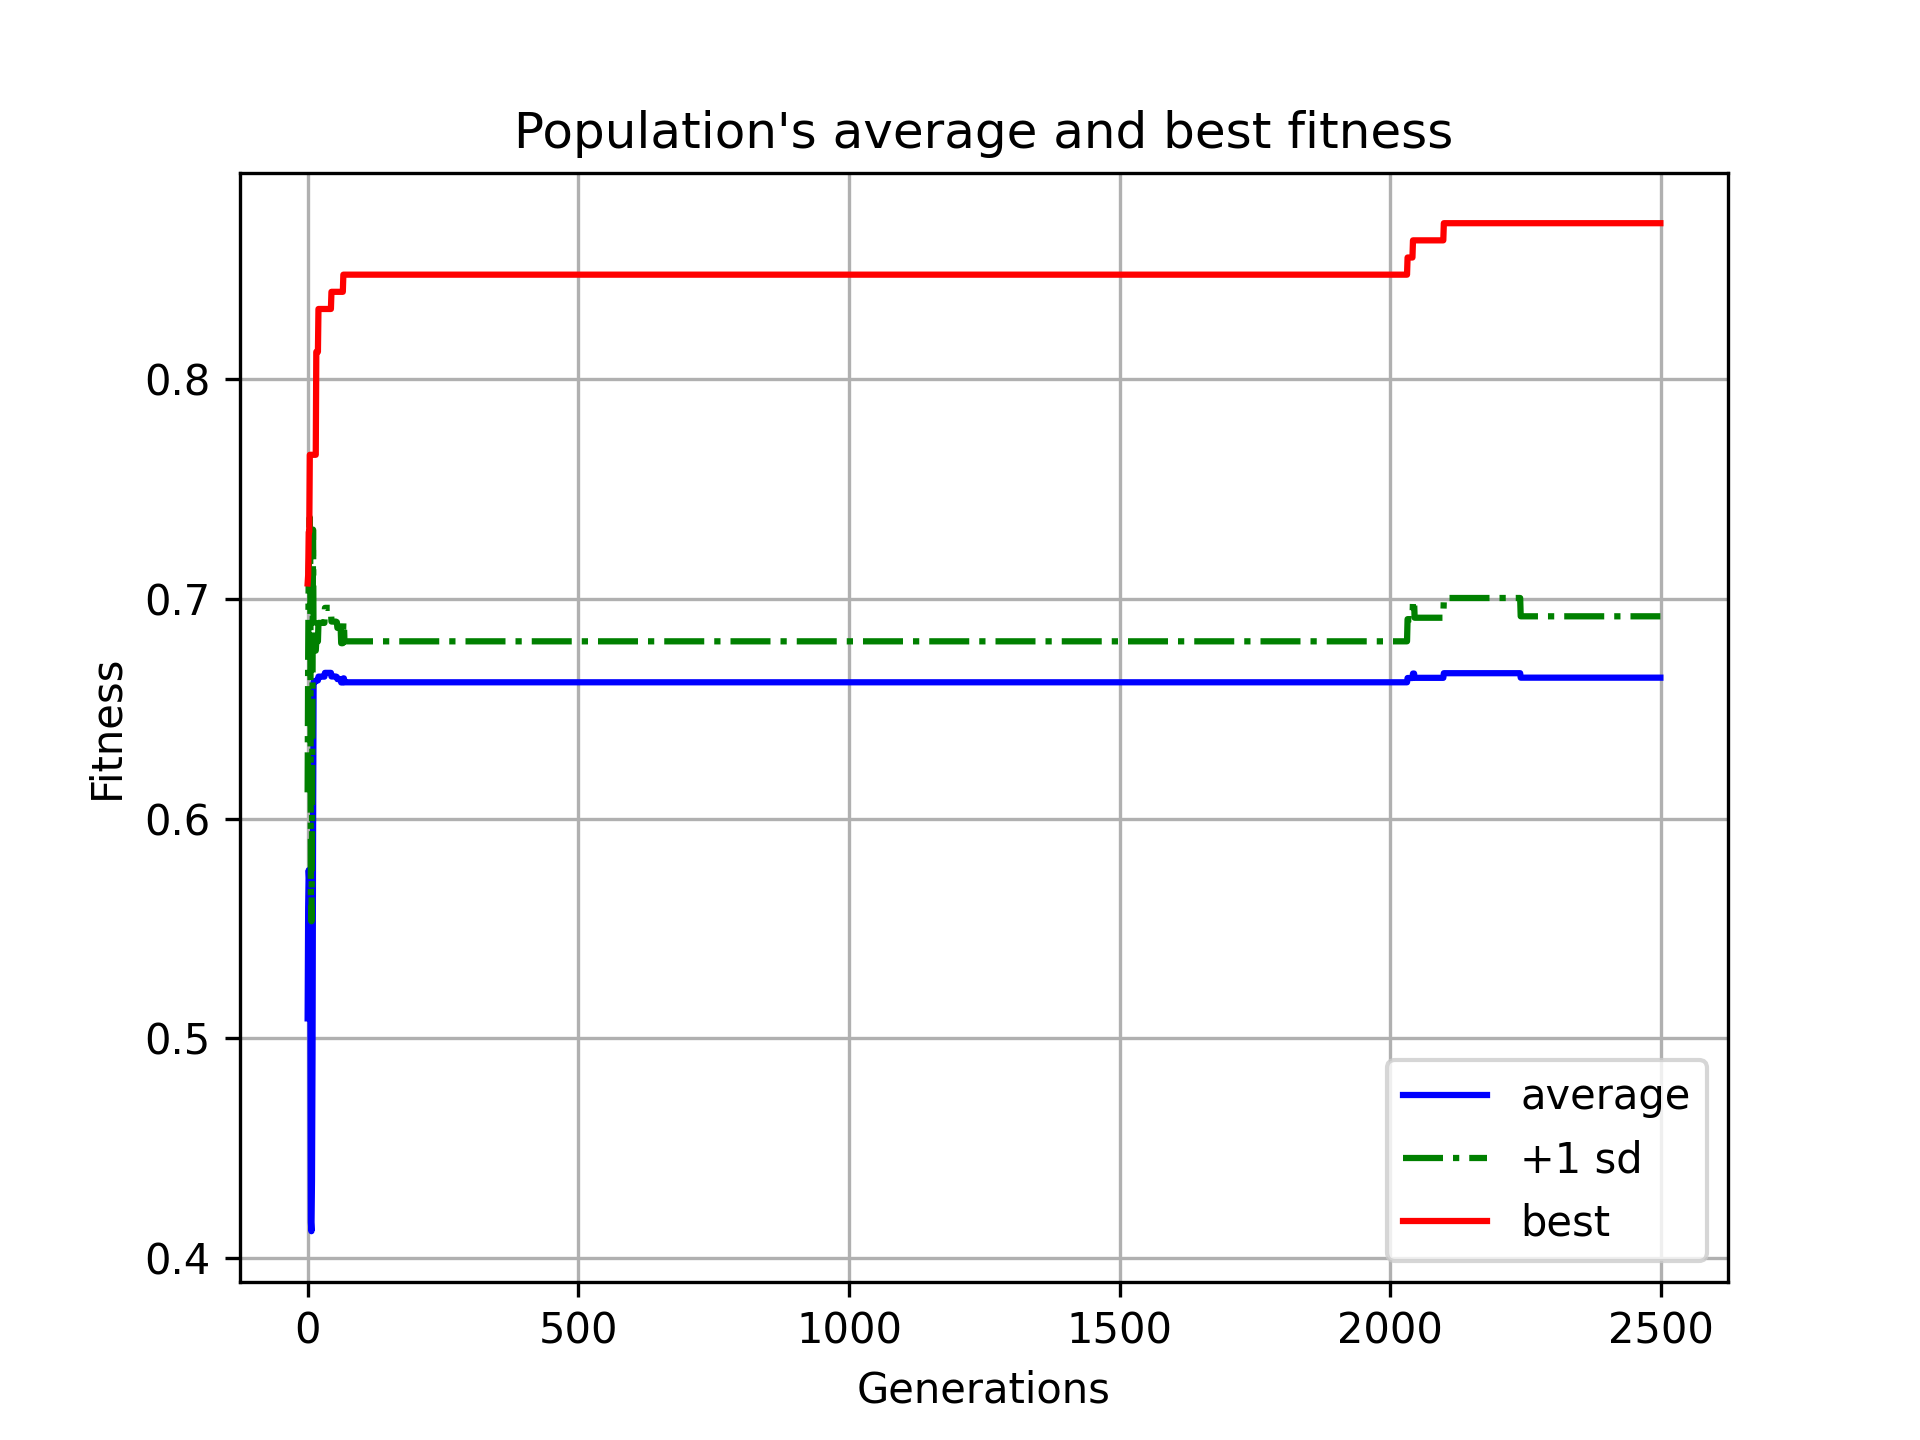 Population's average and best fitness
Fitness
0.8
0.7
0.6
0.5
0.4
0 500 1000 1500 2000 2500
Generations
average
+1 sd
best